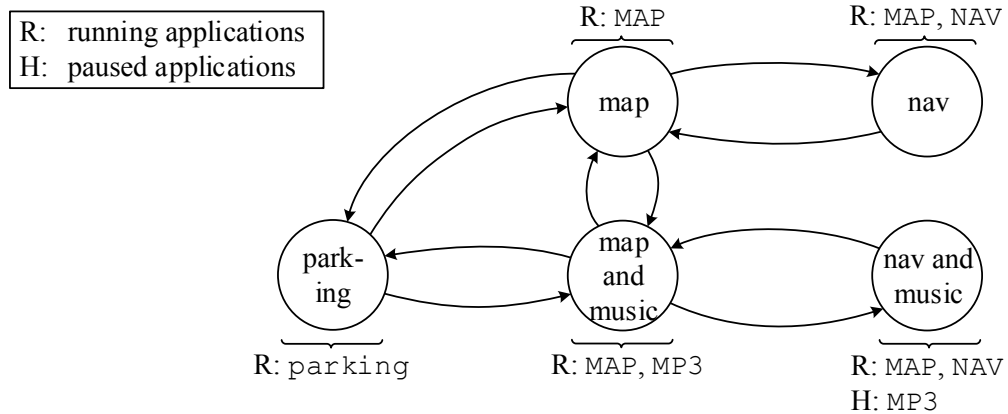 R: running applications
H: paused applications
R: MAP
R: MAP, NAV
map
nav
park-
ing
map
and
music
nav and
music
R: parking
R: MAP, MP3
R: MAP, NAV
H: MP3